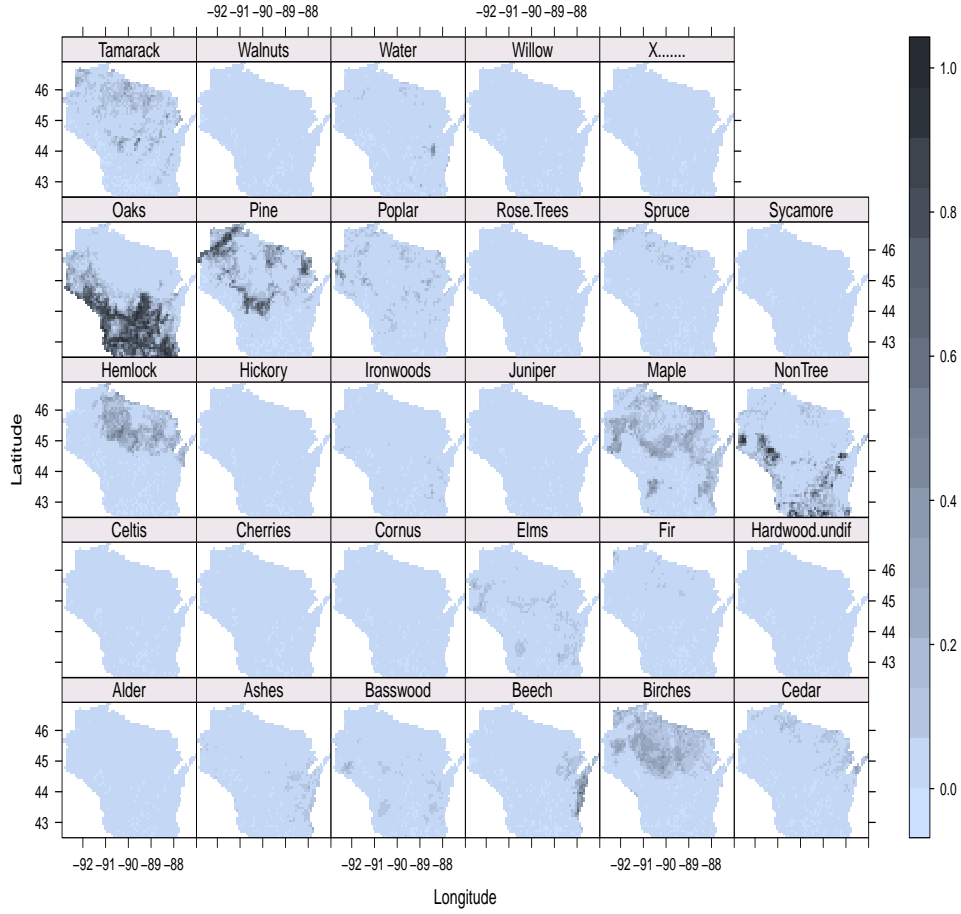 −92 −91 −90 −89 −88 −92 −91 −90 −89 −88
Tamarack Walnuts Water Willow X.......
46
45
44
43
Oaks Pine Poplar Rose.Trees Spruce Sycamore
46
45
44
43
Hemlock Hickory Ironwoods Juniper Maple NonTree
46
45
44
43
Celtis Cherries Cornus Elms Fir Hardwood.undif
46
45
44
43
Alder Ashes Basswood Beech Birches Cedar
46
45
44
43
−92 −91 −90 −89 −88 −92 −91 −90 −89 −88 −92 −91 −90 −89 −88
Longitude
Latitude
1.0
0.8
0.6
0.4
0.2
0.0